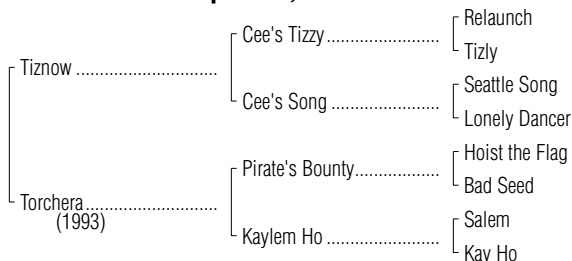 Relaunch
Cee's Tizzy
Tizly
Tiznow
Seattle Song
Cee's Song
Lonely Dancer
Hoist the Flag
Pirate's Bounty
Bad Seed
Torchera
(1993)
Salem
Kaylem Ho
Kay Ho